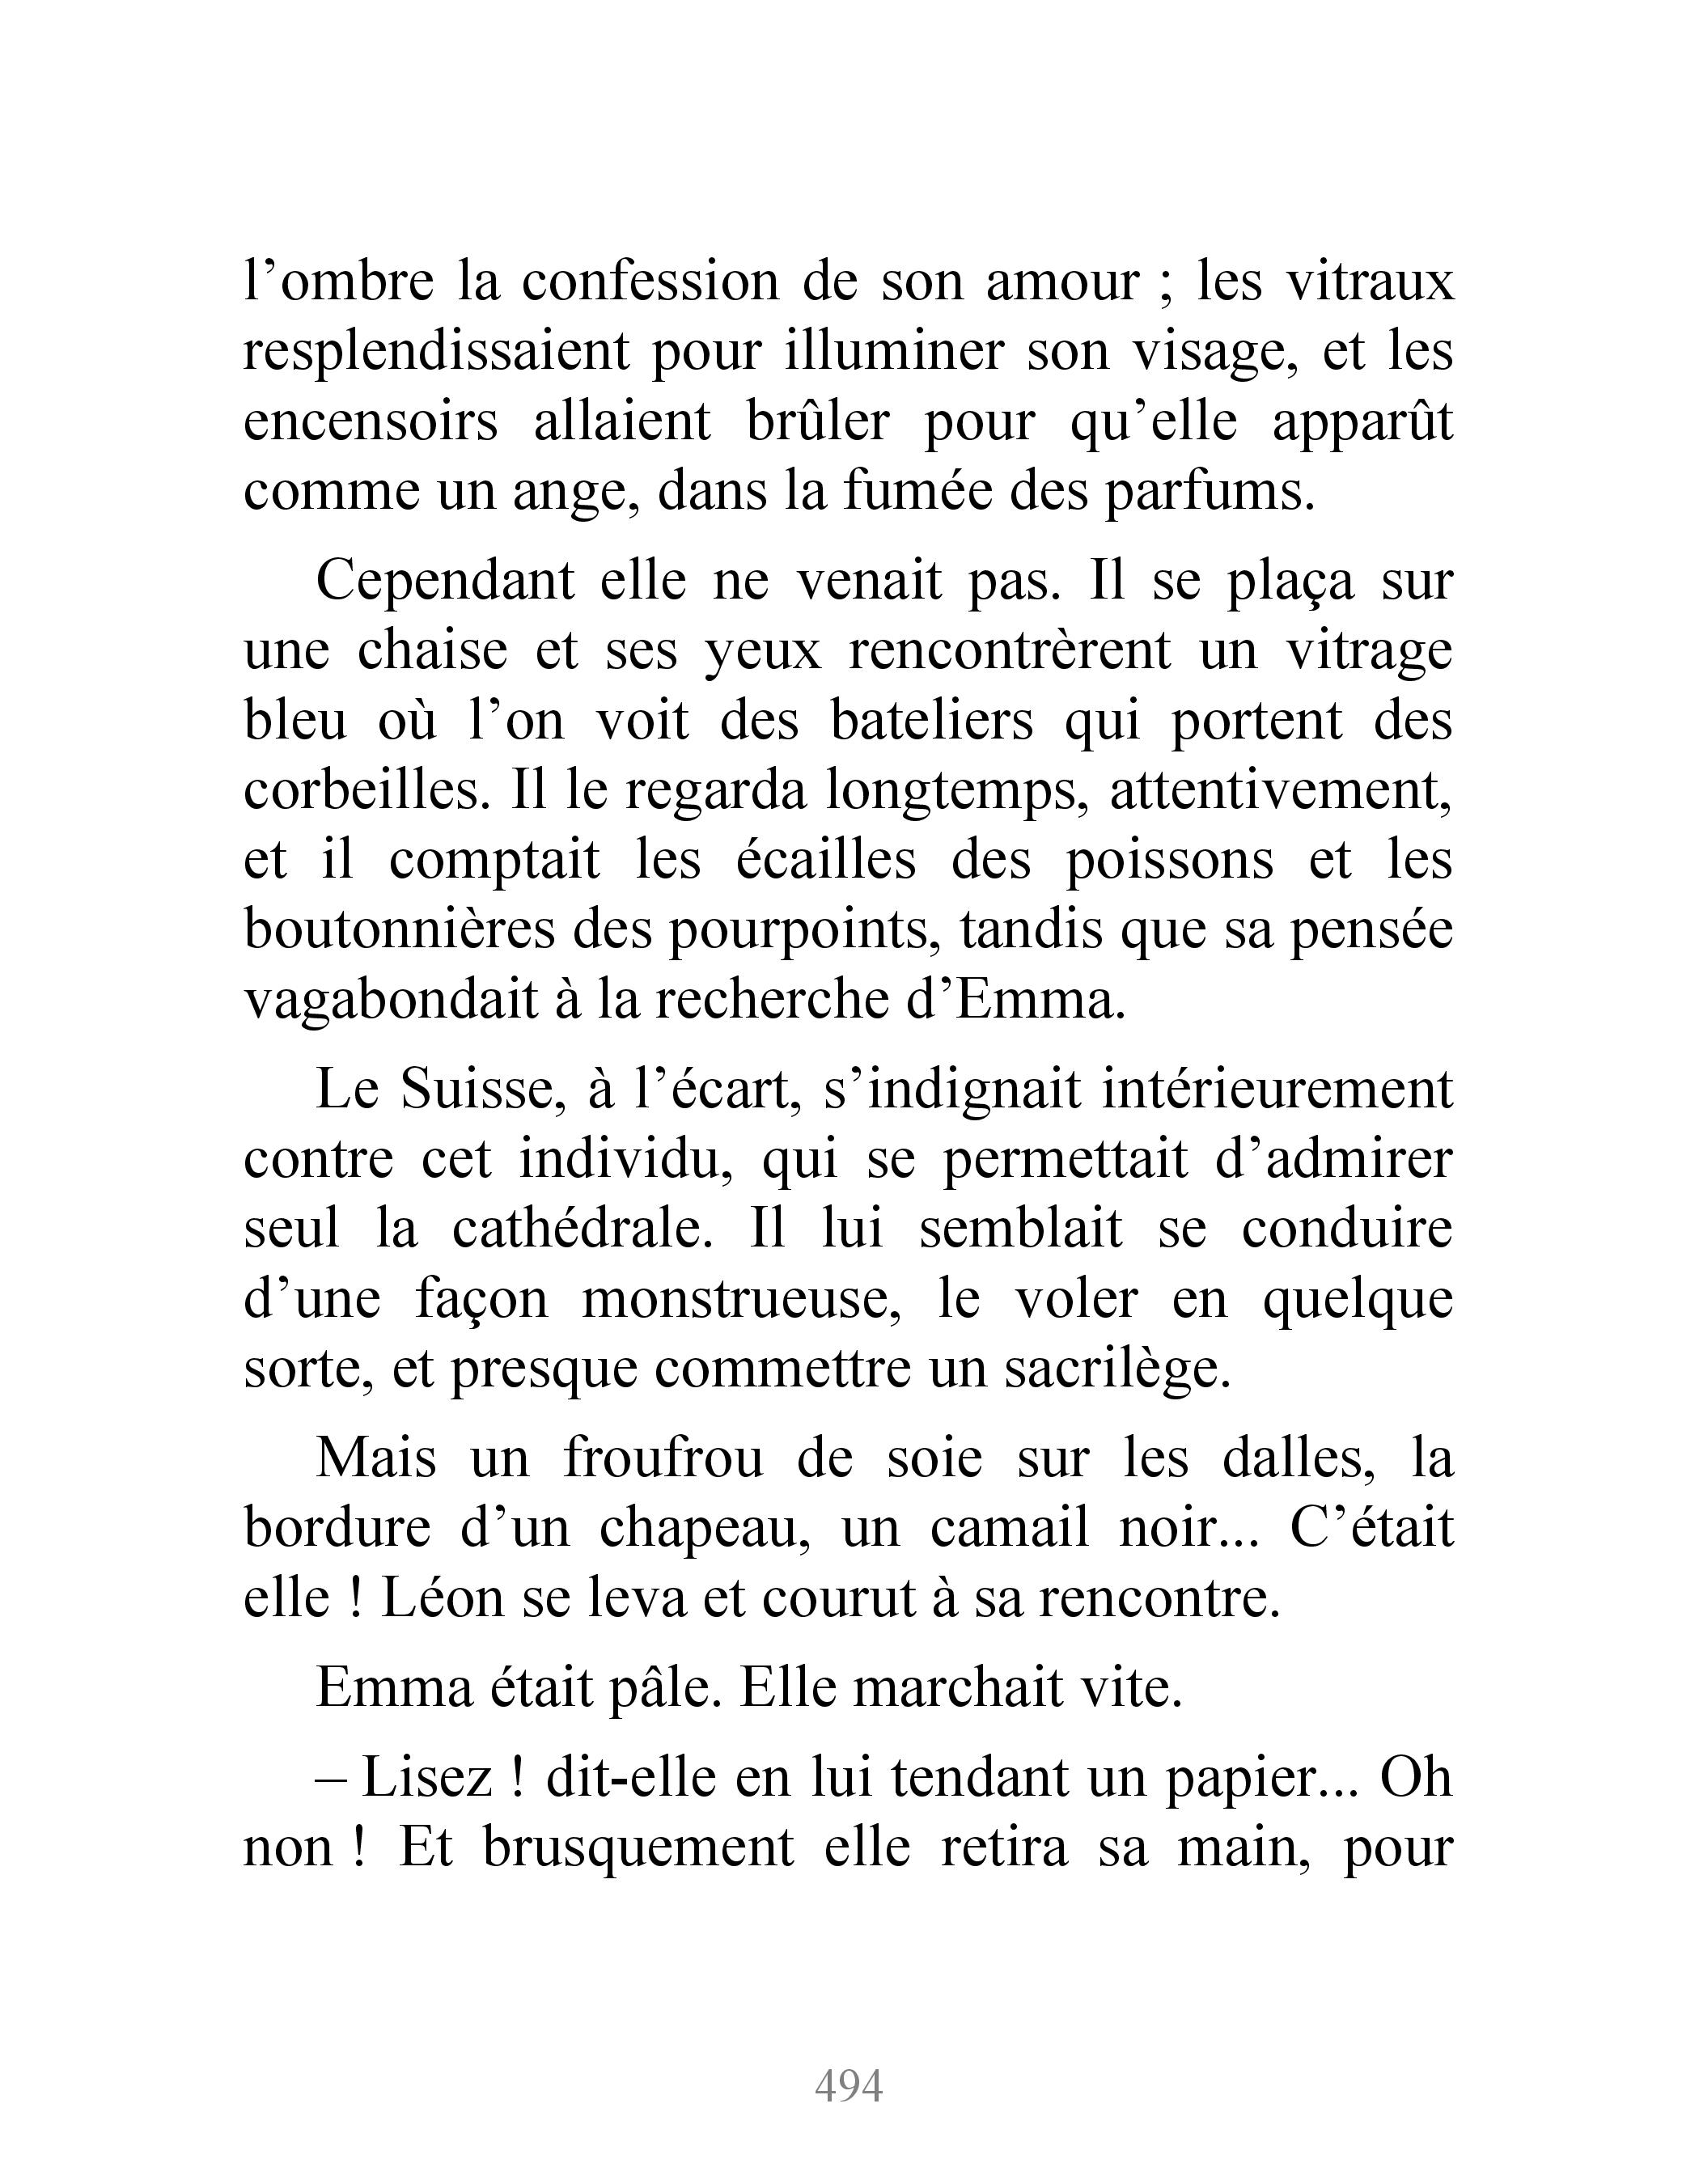 l’ombre la confession de son amour ; les vitraux
resplendissaient pour illuminer son visage, et les
encensoirs allaient brûler pour qu’elle apparût
comme un ange, dans la fumée des parfums.
Cependant elle ne venait pas. Il se plaça sur
une chaise et ses yeux rencontrèrent un vitrage
bleu où l’on voit des bateliers qui portent des
corbeilles. Il le regarda longtemps, attentivement,
et il comptait les écailles des poissons et les
boutonnières des pourpoints, tandis que sa pensée
vagabondait à la recherche d’Emma.
Le Suisse, à l’écart, s’indignait intérieurement
contre cet individu, qui se permettait d’admirer
seul la cathédrale. Il lui semblait se conduire
d’une façon monstrueuse, le voler en quelque
sorte, et presque commettre un sacrilège.
Mais un froufrou de soie sur les dalles, la
bordure d’un chapeau, un camail noir... C’était
elle ! Léon se leva et courut à sa rencontre.
Emma était pâle. Elle marchait vite.
– Lisez ! dit-elle en lui tendant un papier... Oh
non ! Et brusquement elle retira sa main, pour
494